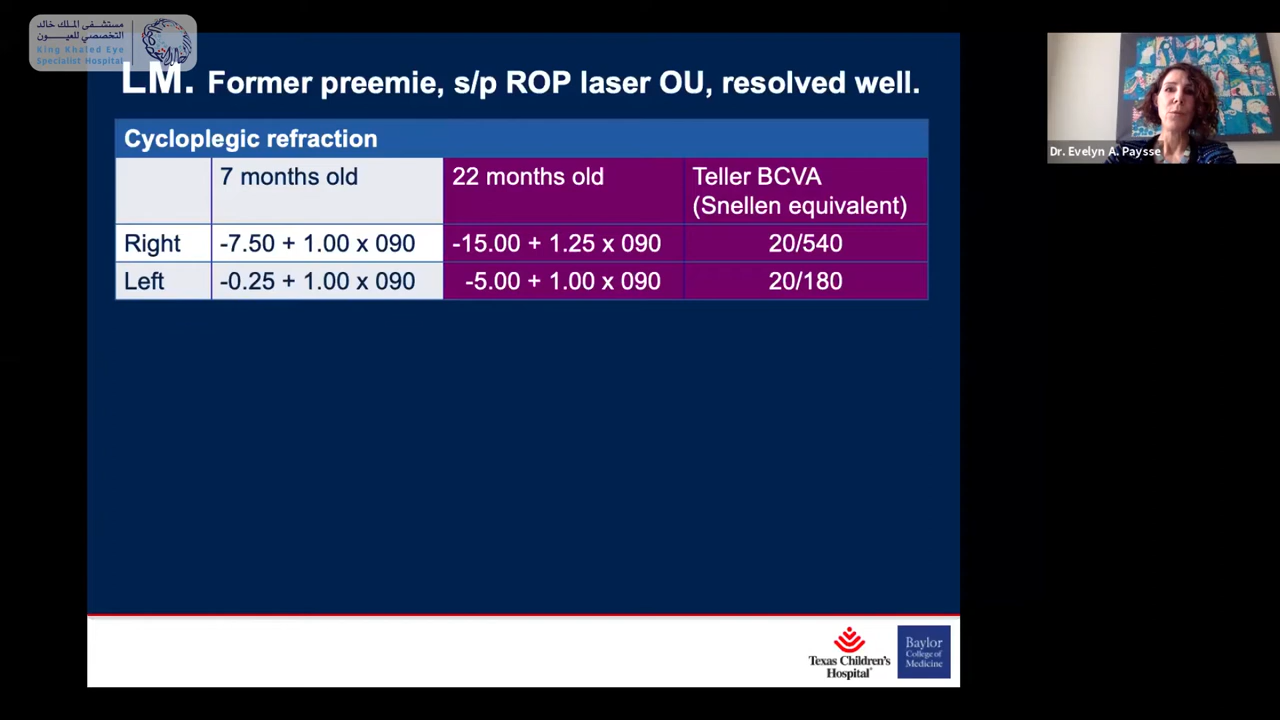 مستشفى الملك خالد
التخصصي للعيون
King Khaled Eye
Specialist Hospital
LM. Former preemie, s/p ROP laser OU, resolved well.
Cycloplegic refraction
7 months old 22 months old Teller BCVA
(Snellen equivalent)
Right -7.50 + 1.00 x 090 -15.00 + 1.25 x 090 20/540
Left -0.25 + 1.00 x 090 -5.00 + 1.00 x 090 20/180
Dr. Evelyn A. Paysse
Texas Children's
Hospital
Baylor
College of
Medicine